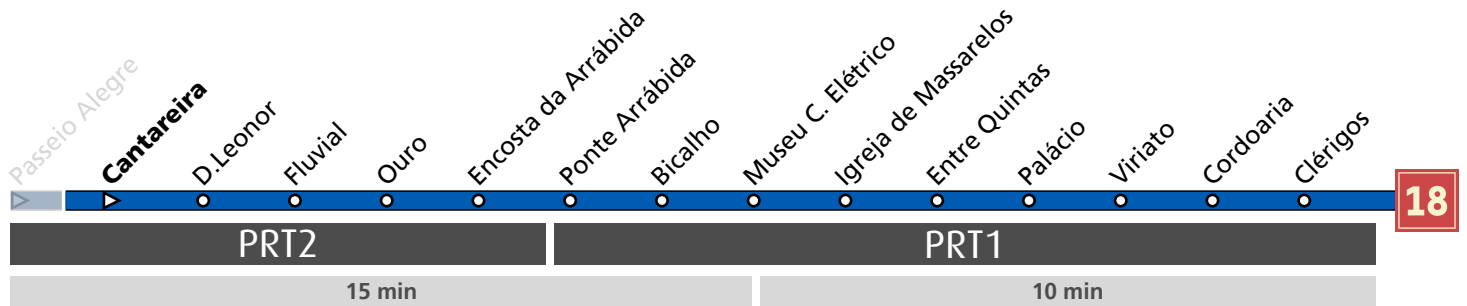 Passeio Alegre
Cantareira
D.Leonor
Fluvial
Ouro
Encosta da Arrábida
Ponte Arrábida
Bicalho
Museu C. Elétrico
Igreja de Massarelos
Entre Quintas
Palácio
Viriato
Cordoaria
Clérigos
18
PRT2
PRT1
15 min
10 min